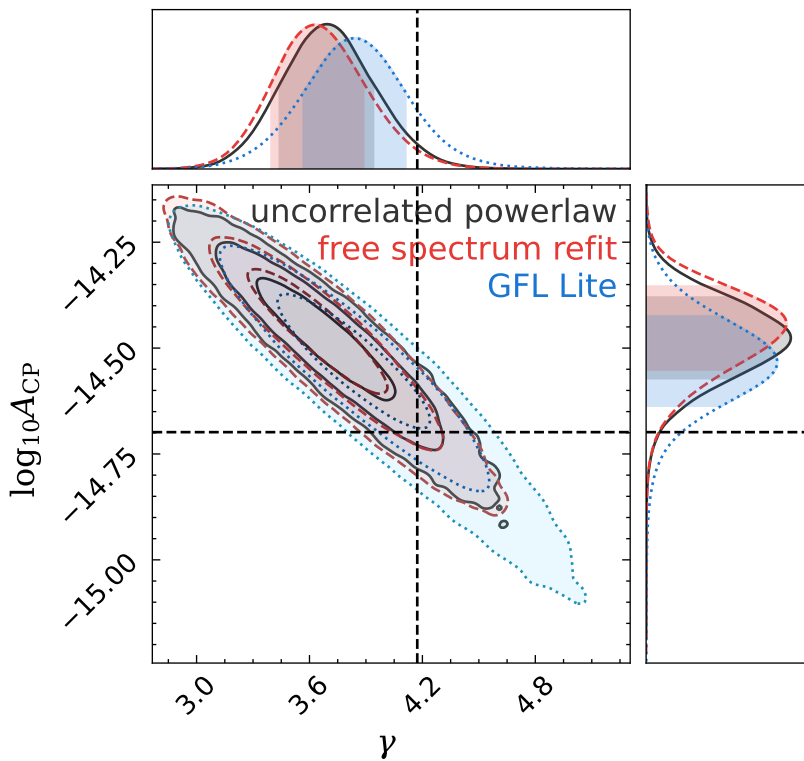 uncorrelated powerlaw
free spectrum refit
GFL Lite
−14.25
−14.50
−14.75
−15.00
log₁₀A_CP
3.0 3.6 4.2 4.8
γ